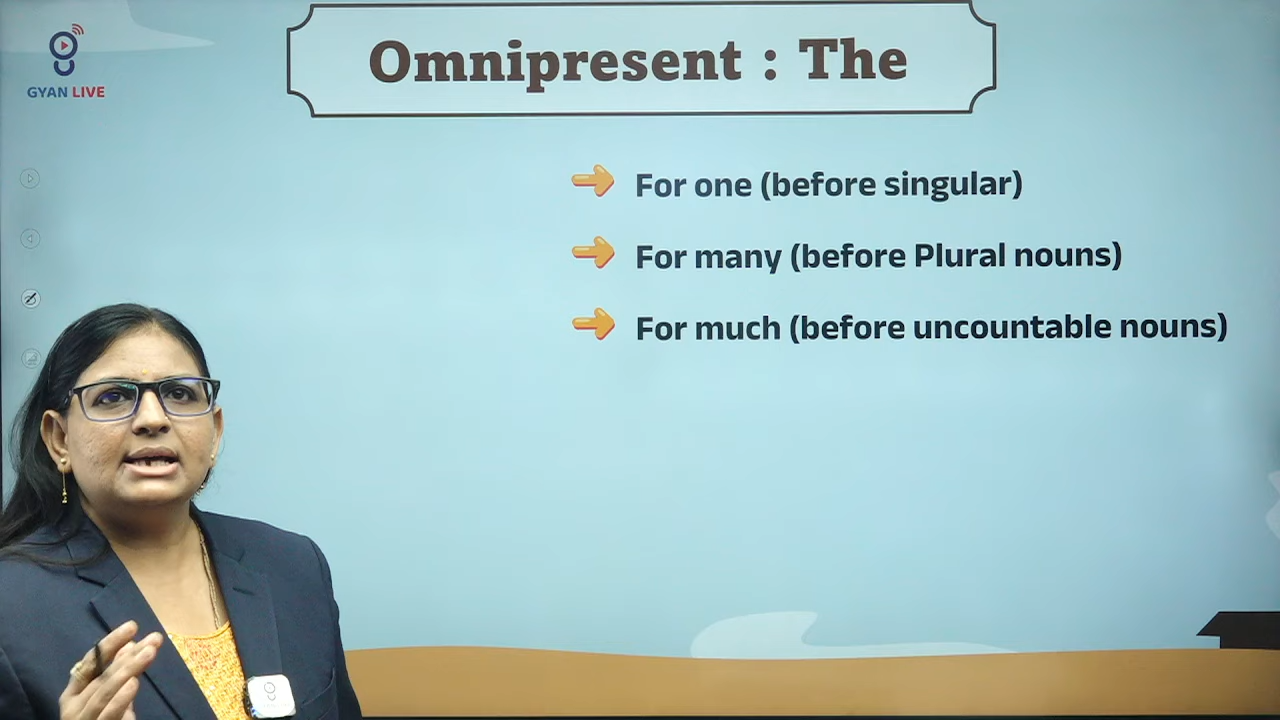 GYAN LIVE
Omnipresent : The
For one (before singular)
For many (before Plural nouns)
For much (before uncountable nouns)